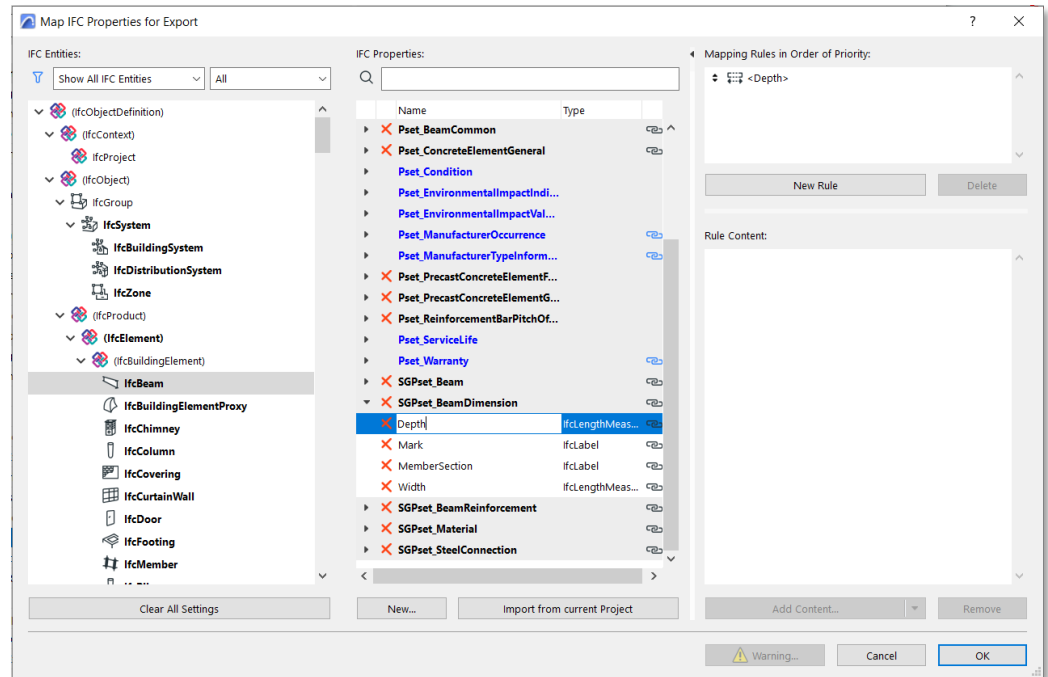 Map IFC Properties for Export
IFC Entities:
Show All IFC Entities
All
(IfcObjectDefinition)
(IfcContext)
IfcProject
(IfcObject)
IfcGroup
IfcSystem
IfcBuildingSystem
IfcDistributionSystem
IfcZone
(IfcProduct)
(IfcElement)
(IfcBuildingElement)
IfcBeam
IfcBuildingElementProxy
IfcChimney
IfcColumn
IfcCovering
IfcCurtainWall
IfcDoor
IfcFooting
IfcMember
Clear All Settings
IFC Properties:
Name Type
Pset_BeamCommon
Pset_ConcreteElementGeneral
Pset_Condition
Pset_EnvironmentalImpactIndi...
Pset_EnvironmentalImpactVal...
Pset_ManufacturerOccurrence
Pset_ManufacturerTypeInform...
Pset_PrecastConcreteElementF...
Pset_PrecastConcreteElementG...
Pset_ReinforcementBarPitchOf...
Pset_ServiceLife
Pset_Warranty
SGPset_Beam
SGPset_BeamDimension
Depth IfcLengthMeas...
Mark IfcLabel
MemberSection IfcLabel
Width IfcLengthMeas...
SGPset_BeamReinforcement
SGPset_Material
SGPset_SteelConnection
New... Import from current Project
Mapping Rules in Order of Priority:
<Depth>
New Rule Delete
Rule Content:
Add Content... Remove
Warning... Cancel OK